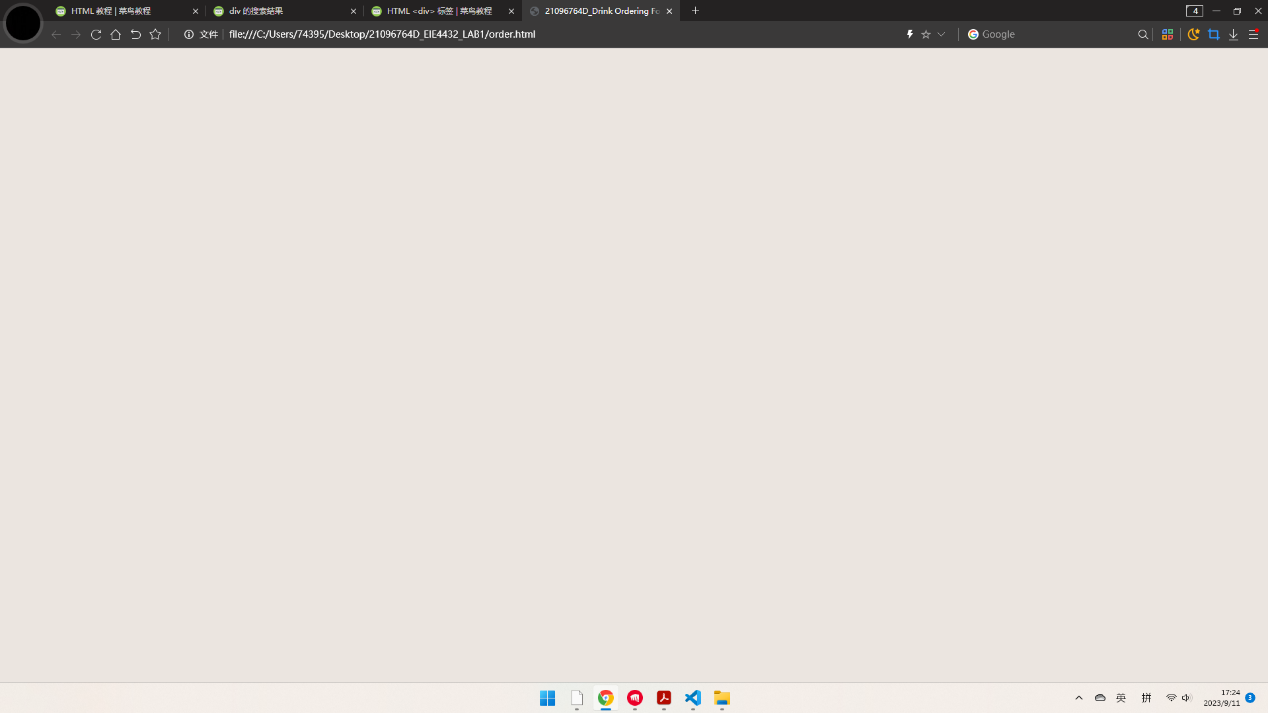 HTML 教程 | 菜鸟教程
div 的搜索结果
HTML <div> 标签 | 菜鸟教程
21096764D_Drink Ordering Fo
4
文件
file:///C:/Users/74395/Desktop/21096764D_EIE4432_LAB1/order.html
Google
英
拼
17:24
2023/9/11
3